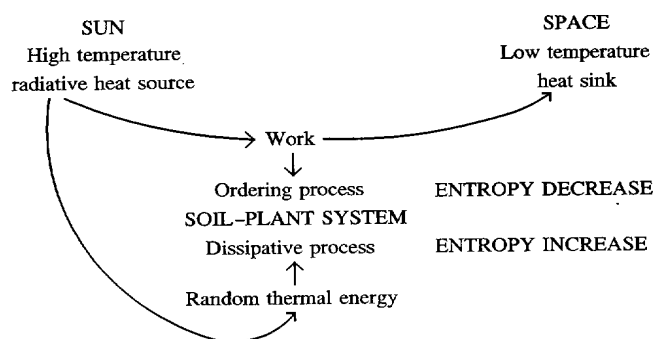 SUN
High temperature
radiative heat source
SPACE
Low temperature
heat sink
Work
Ordering process
ENTROPY DECREASE
SOIL–PLANT SYSTEM
Dissipative process
ENTROPY INCREASE
Random thermal energy